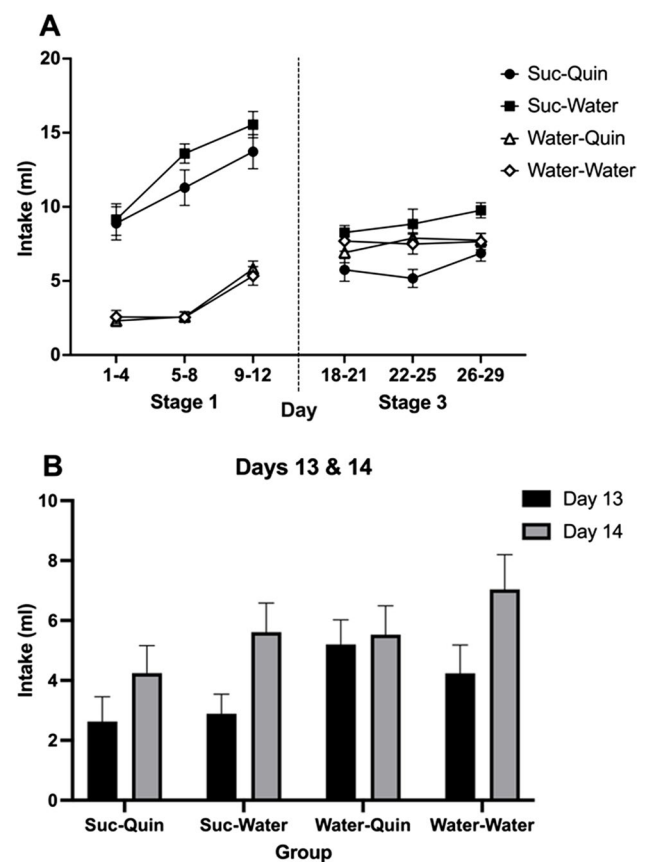 A
20
15
10
5
0
Intake (ml)
1-4 5-8 9-12 18-21 22-25 26-29
Stage 1 Day Stage 3
Suc-Quin
Suc-Water
Water-Quin
Water-Water
B
Days 13 & 14
10
8
6
4
2
0
Intake (ml)
Day 13
Day 14
Suc-Quin Suc-Water Water-Quin Water-Water
Group